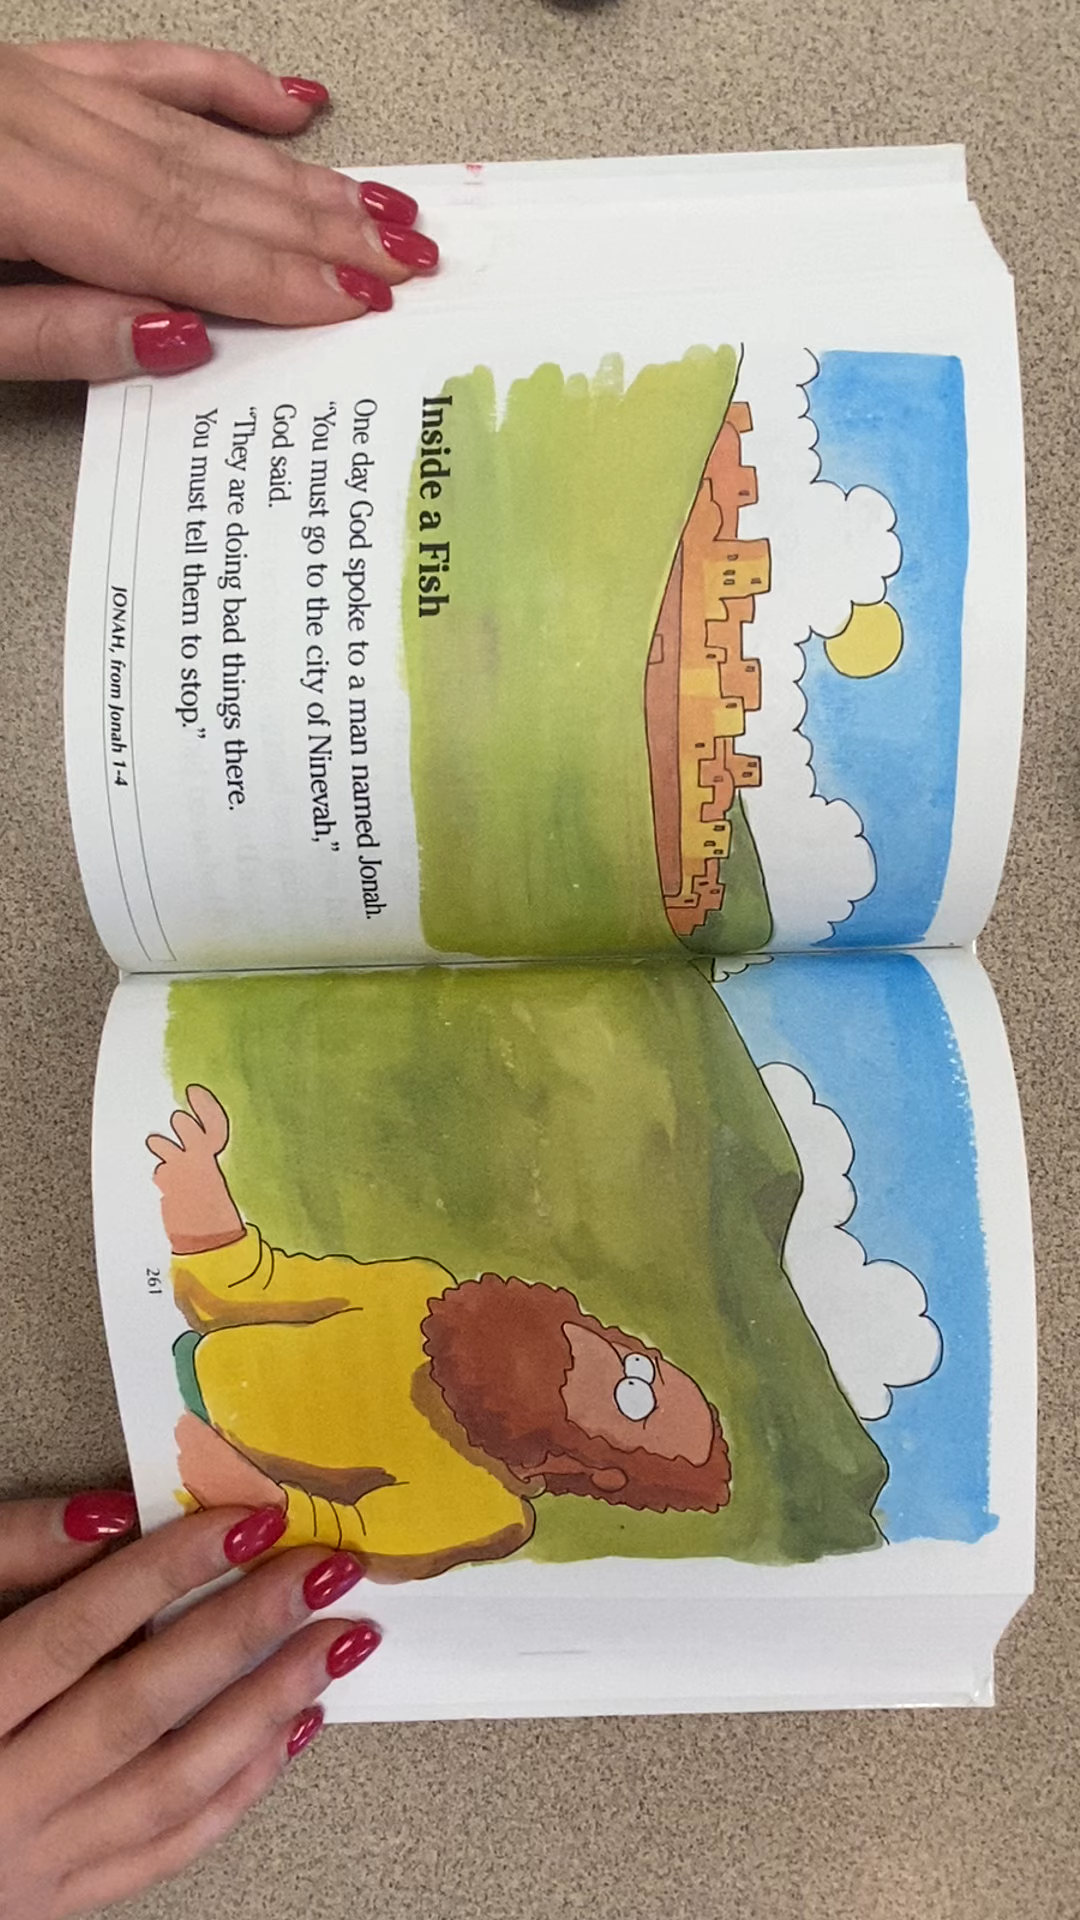 Inside a Fish
One day God spoke to a man named Jonah.
“You must go to the city of Ninevah,”
God said.
“They are doing bad things there.
You must tell them to stop.”
JONAH, from Jonah 1-4
261